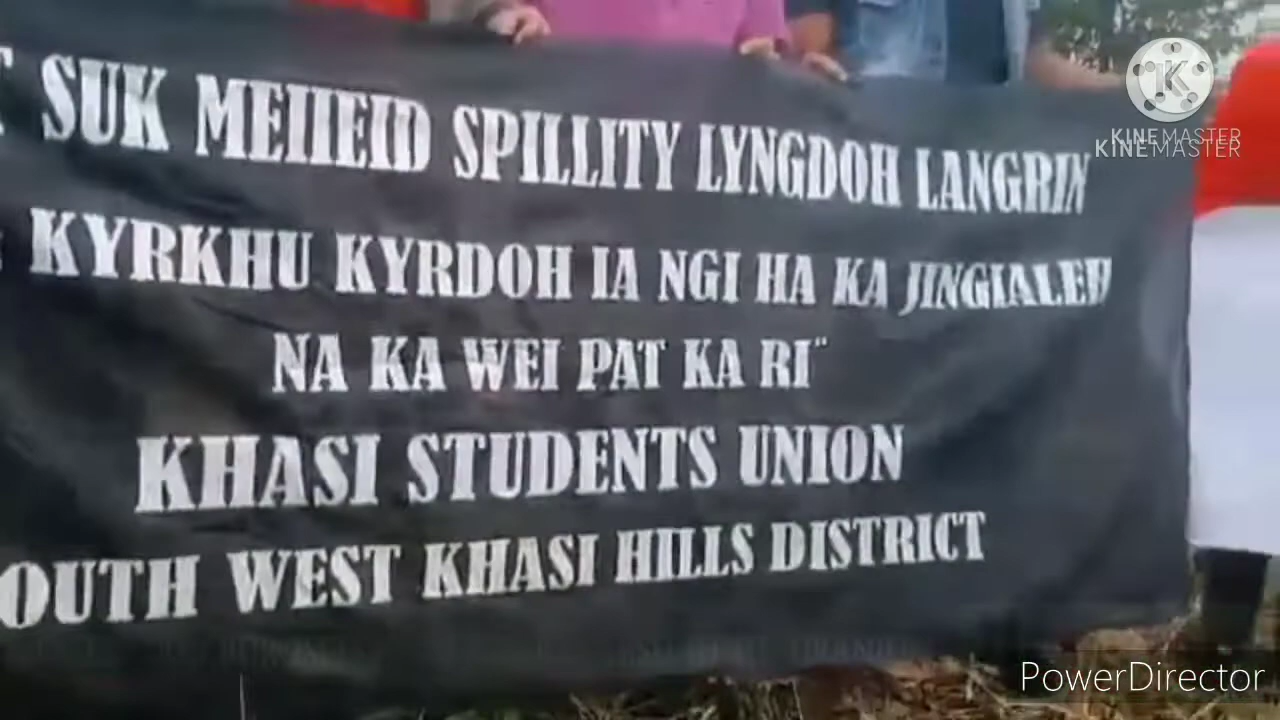 SUK MEIIEID SPILLITY LYNGDOH LANGRIN
KYRKHU KYRDOH IA NGI HA KA JINGIALEH
NA KA WEI PAT KA RI"
KHASI STUDENTS UNION
OUTH WEST KHASI HILLS DISTRICT
K
KINEMASTER
KINEMASTER
PowerDirector